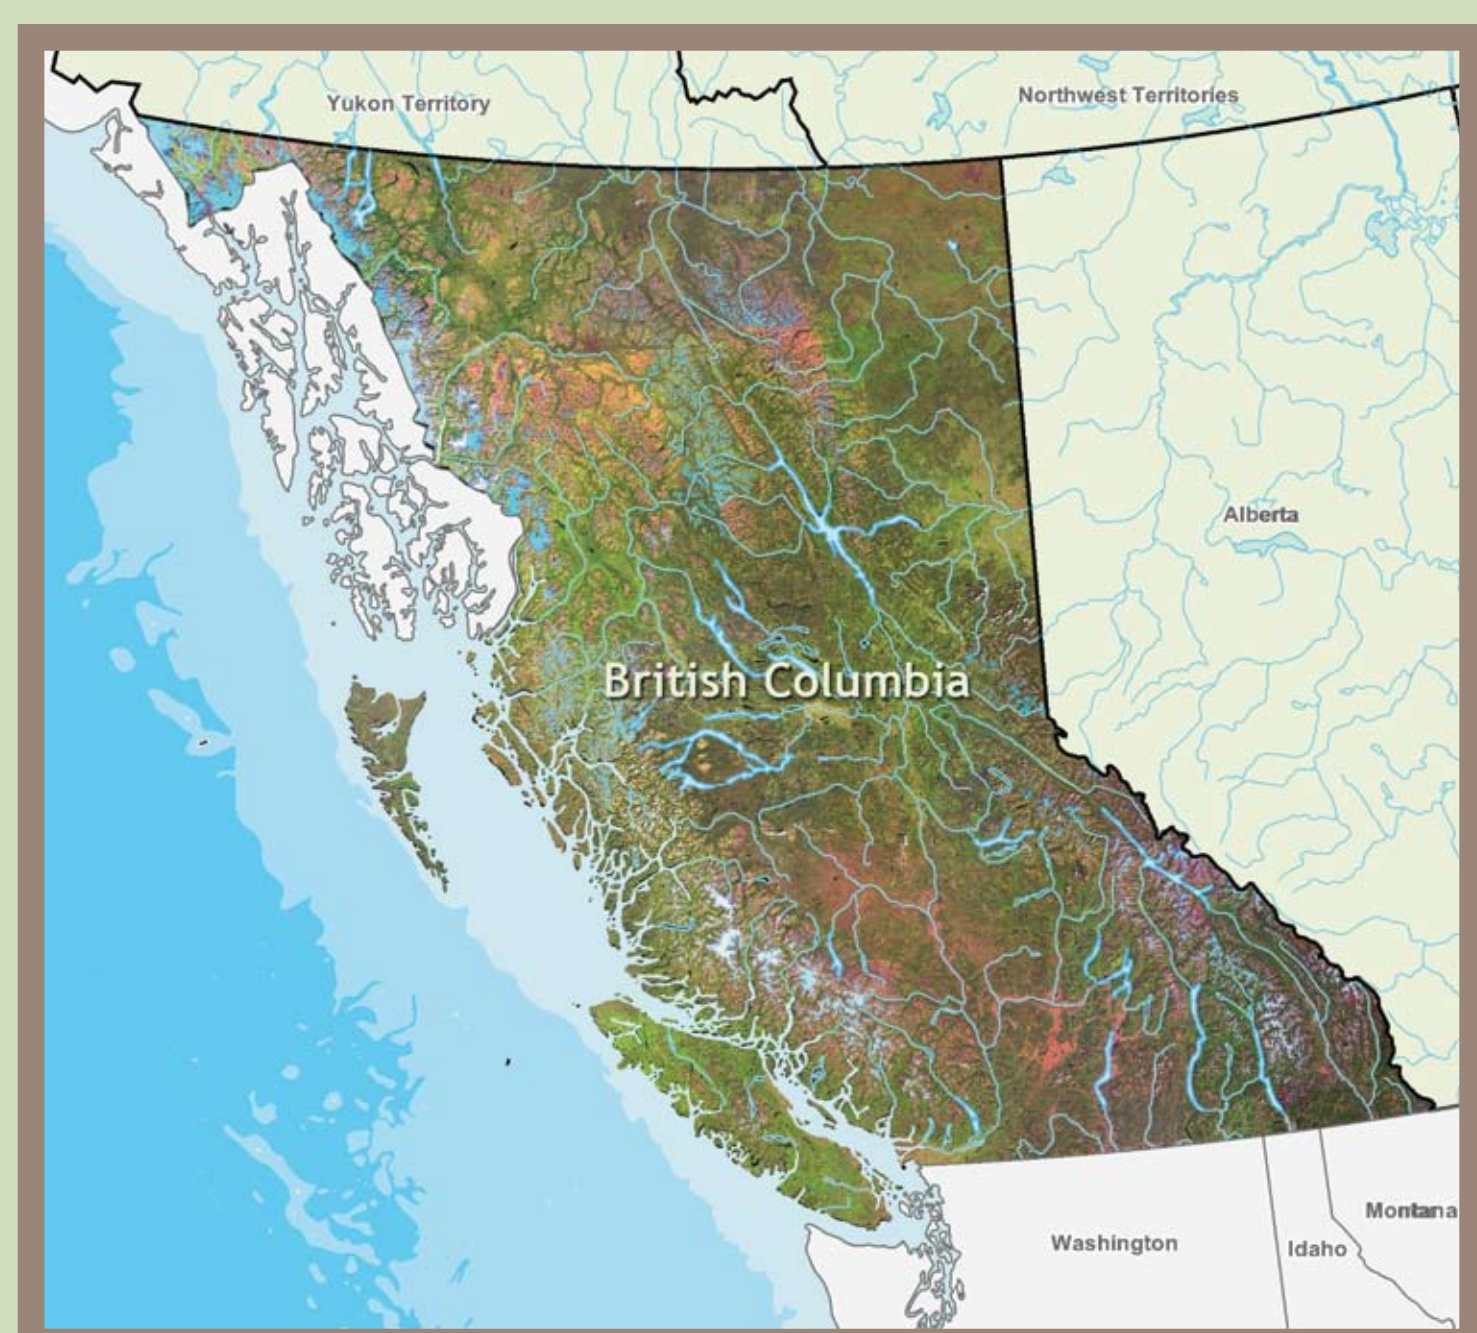 Yukon Territory
Northwest Territories
Alberta
British Columbia
Washington
Idaho
Montana